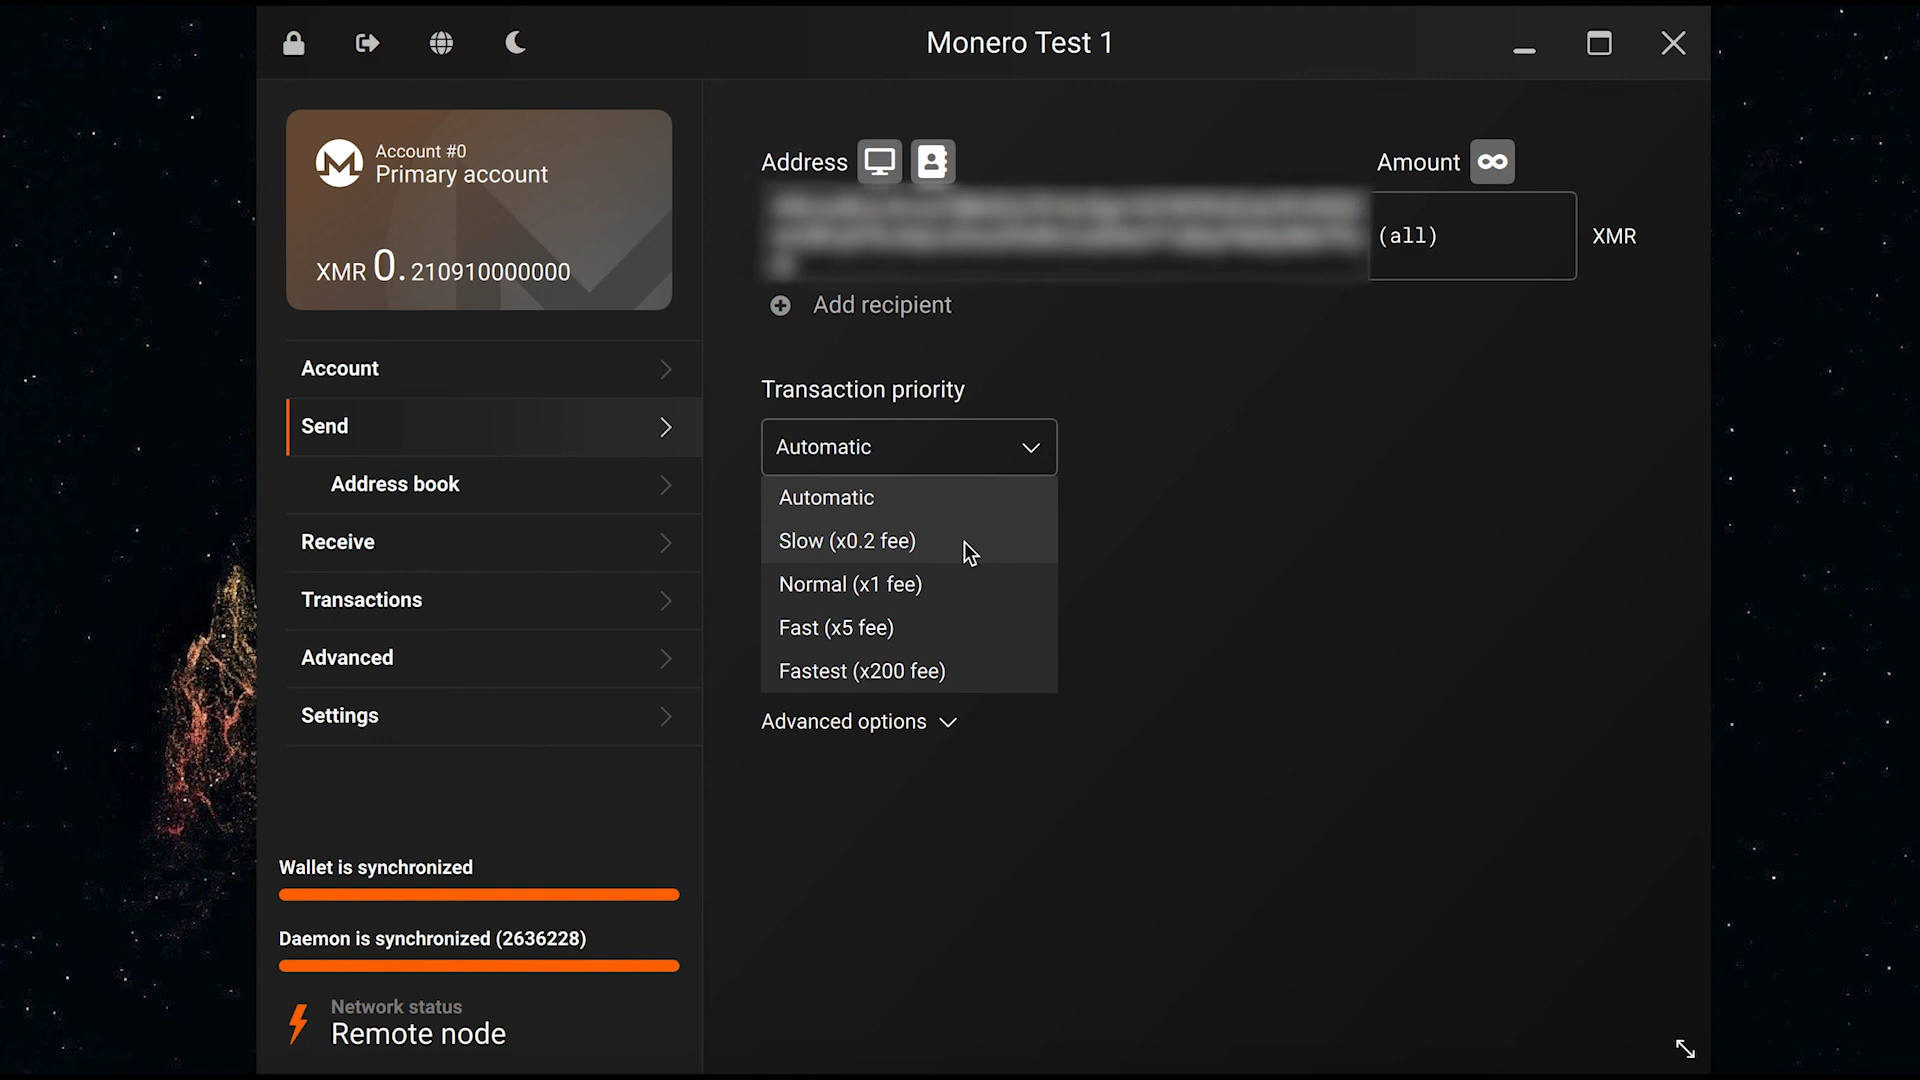 Monero Test 1
Account #0
Primary account
XMR 0.210910000000
Account
Send
Address book
Receive
Transactions
Advanced
Settings
Wallet is synchronized
Daemon is synchronized (2636228)
Network status
Remote node
Address
Amount
(all)
XMR
Add recipient
Transaction priority
Automatic
Automatic
Slow (x0.2 fee)
Normal (x1 fee)
Fast (x5 fee)
Fastest (x200 fee)
Advanced options